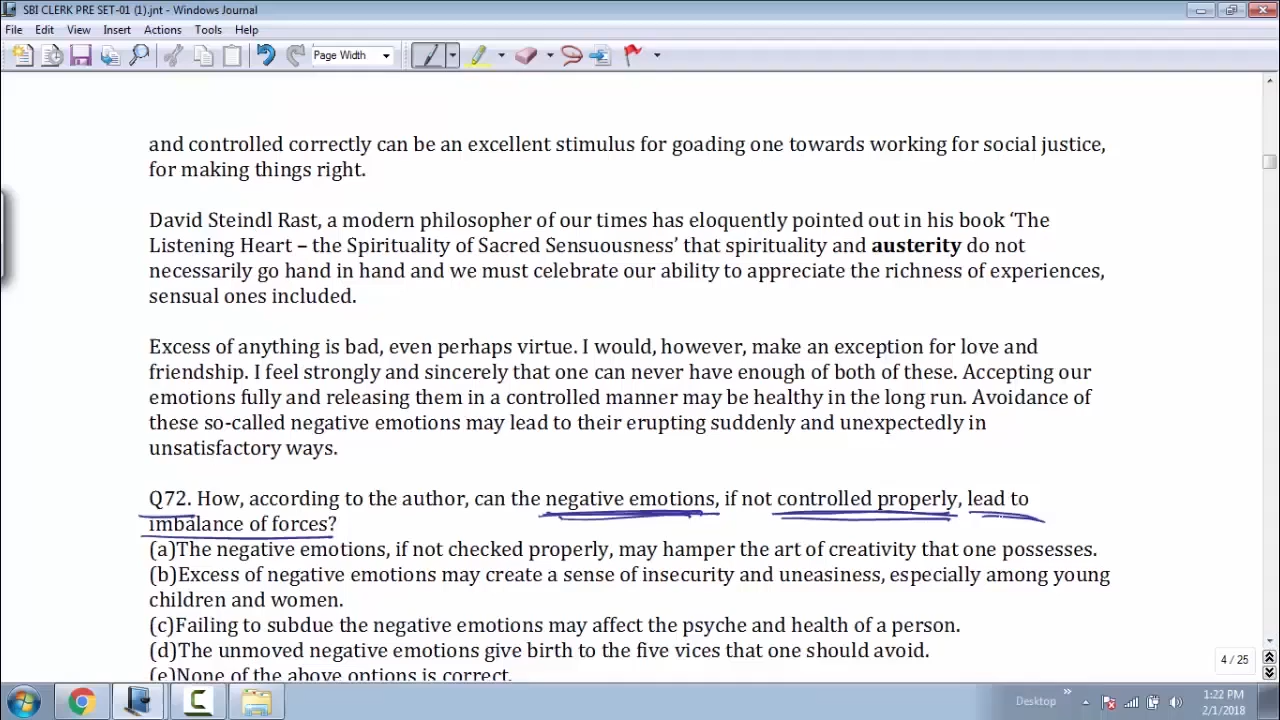 SBI CLERK PRE SET-01 (1).jnt - Windows Journal
File Edit View Insert Actions Tools Help
Page Width
and controlled correctly can be an excellent stimulus for goading one towards working for social justice,
for making things right.
David Steindl Rast, a modern philosopher of our times has eloquently pointed out in his book ‘The
Listening Heart – the Spirituality of Sacred Sensuousness’ that spirituality and austerity do not
necessarily go hand in hand and we must celebrate our ability to appreciate the richness of experiences,
sensual ones included.
Excess of anything is bad, even perhaps virtue. I would, however, make an exception for love and
friendship. I feel strongly and sincerely that one can never have enough of both of these. Accepting our
emotions fully and releasing them in a controlled manner may be healthy in the long run. Avoidance of
these so-called negative emotions may lead to their erupting suddenly and unexpectedly in
unsatisfactory ways.
Q72. How, according to the author, can the negative emotions, if not controlled properly, lead to
imbalance of forces?
(a)The negative emotions, if not checked properly, may hamper the art of creativity that one possesses.
(b)Excess of negative emotions may create a sense of insecurity and uneasiness, especially among young
children and women.
(c)Failing to subdue the negative emotions may affect the psyche and health of a person.
(d)The unmoved negative emotions give birth to the five vices that one should avoid.
(e)None of the above options is correct.
4 / 25
Desktop
1:22 PM
2/1/2018